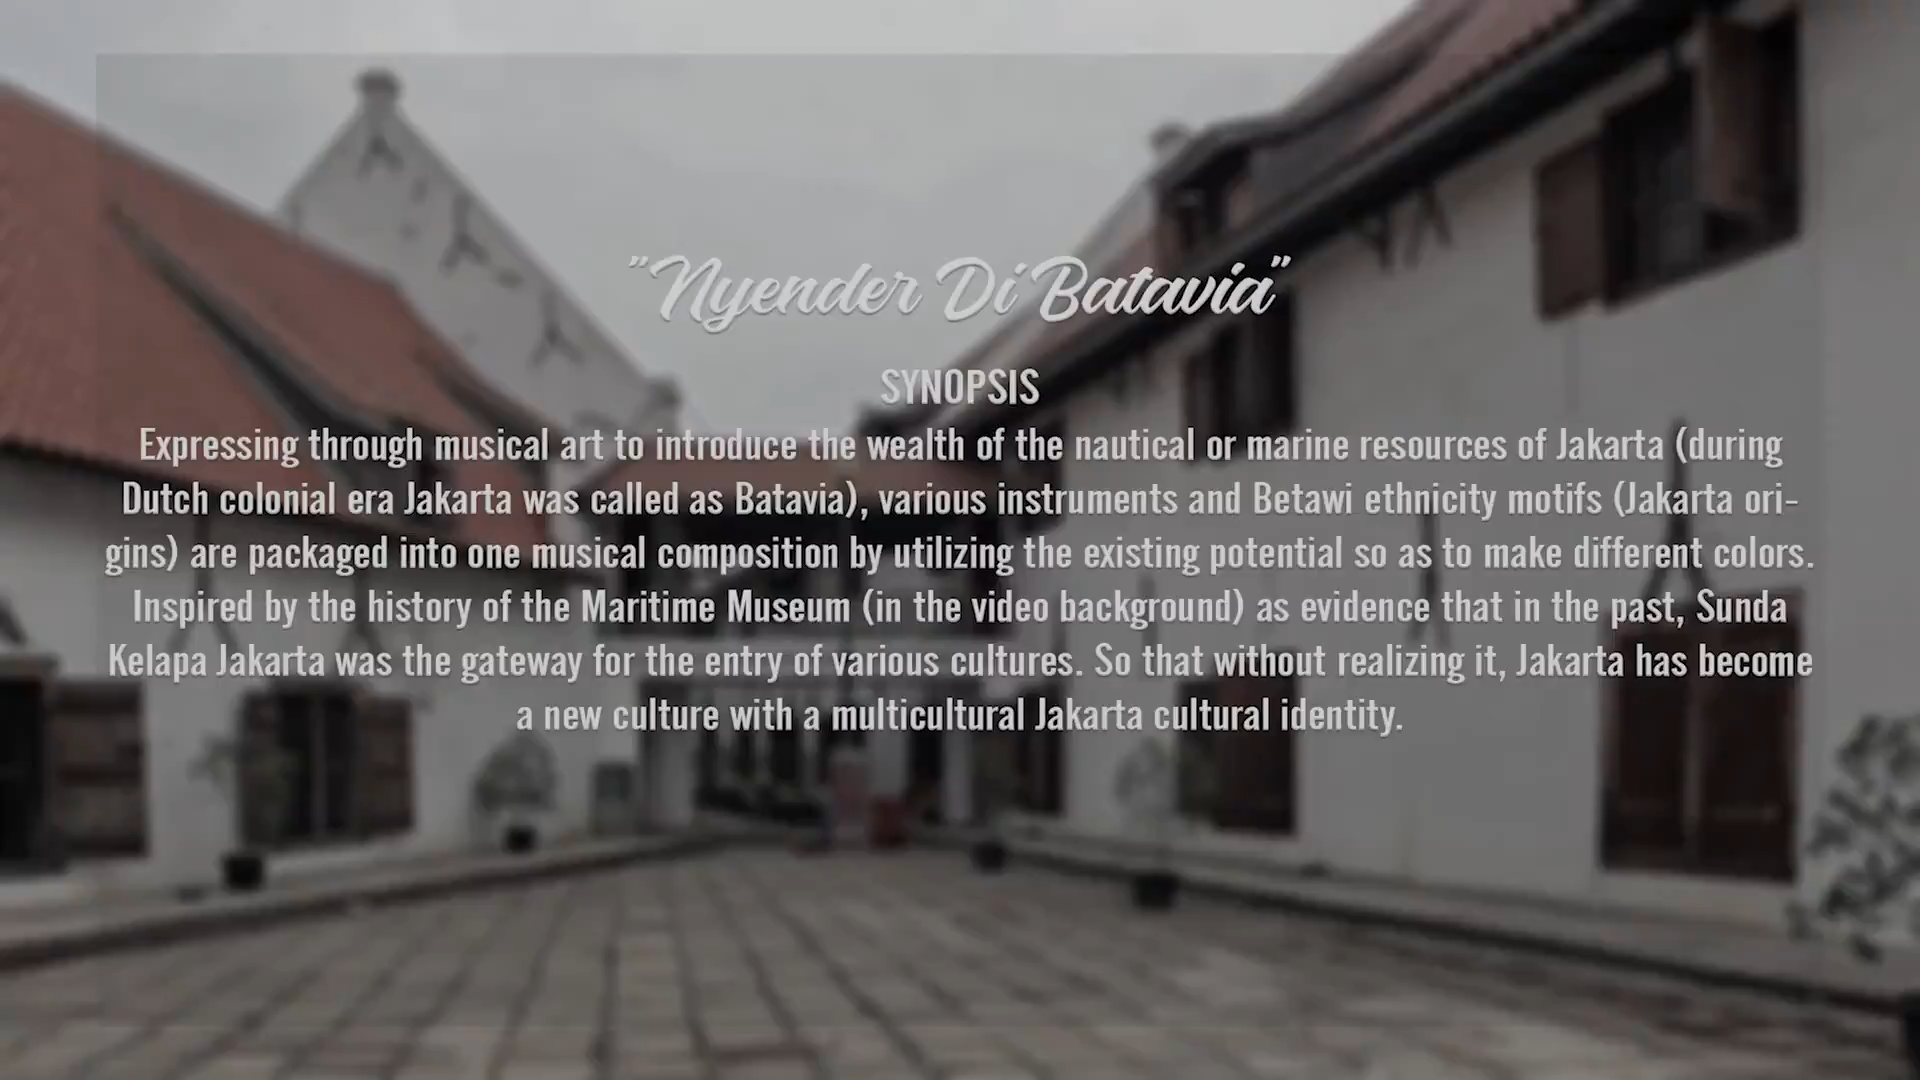 "Nyender Di Batavia"
SYNOPSIS
Expressing through musical art to introduce the wealth of the nautical or marine resources of Jakarta (during
Dutch colonial era Jakarta was called as Batavia), various instruments and Betawi ethnicity motifs (Jakarta ori-
gins) are packaged into one musical composition by utilizing the existing potential so as to make different colors.
Inspired by the history of the Maritime Museum (in the video background) as evidence that in the past, Sunda
Kelapa Jakarta was the gateway for the entry of various cultures. So that without realizing it, Jakarta has become
a new culture with a multicultural Jakarta cultural identity.